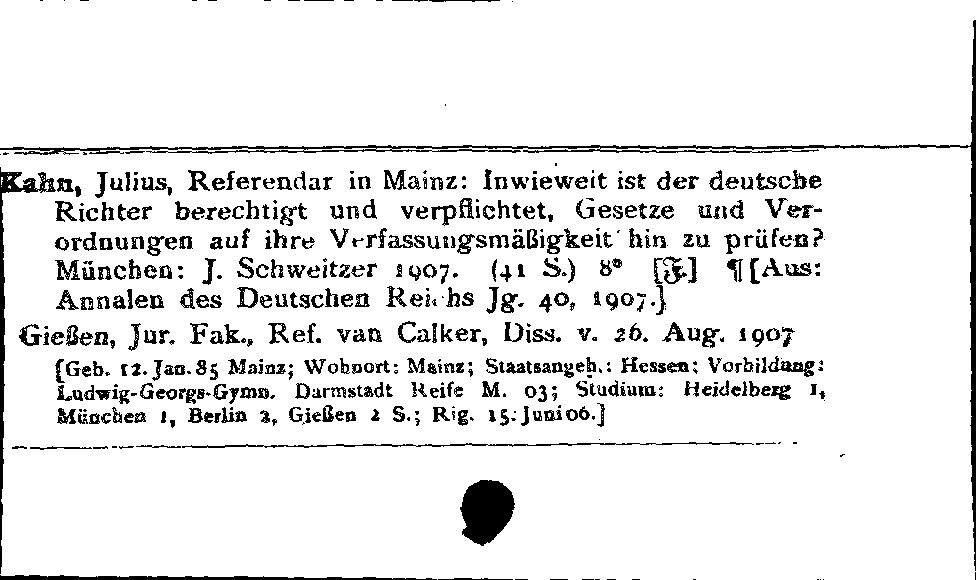 Kahn, Julius, Referendar in Mainz: Inwieweit ist der deutsche
Richter berechtigt und verpflichtet, Gesetze und Ver-
ordnungen auf ihre Verfassungsmäßigkeit hin zu prüfen?
München: J. Schweitzer 1907. (41 S.) 8° [F.] ¶ [Aus:
Annalen des Deutschen Reichs Jg. 40, 1907.]
Gießen, Jur. Fak., Ref. van Calker, Diss. v. 26. Aug. 1907
[Geb. 12. Jan. 85 Mainz; Wohnort: Mainz; Staatsangeh.: Hessen; Vorbildung:
Ludwig-Georgs-Gymn. Darmstadt Reife M. 03; Studium: Heidelberg 1,
München 1, Berlin 2, Gießen 2 S.; Rig. 15. Juni 06.]